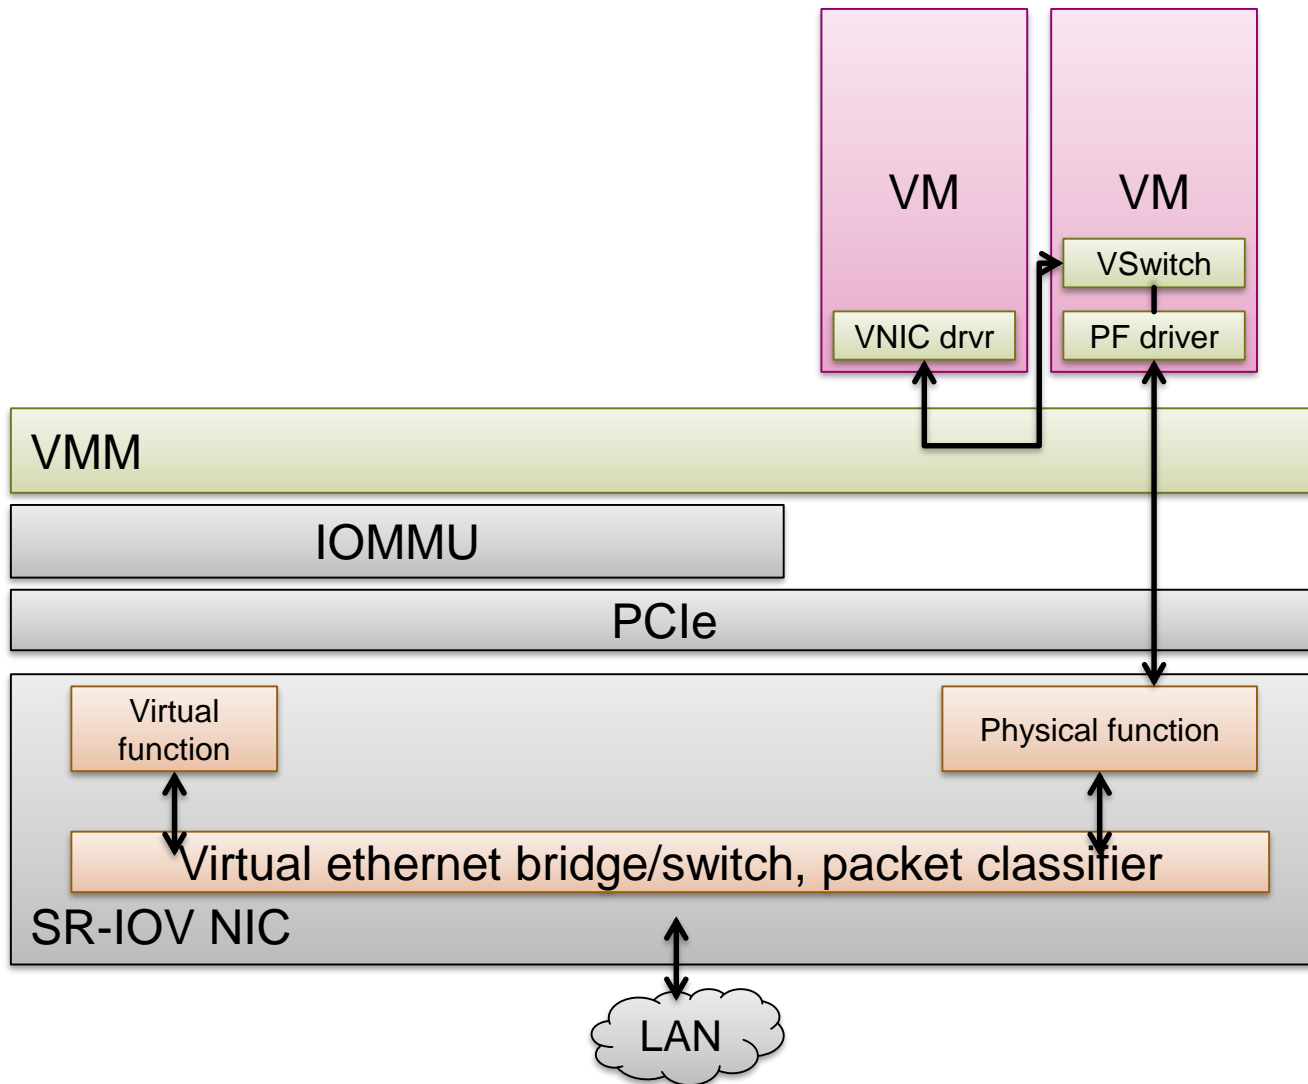 VM
VM
VSwitch
VNIC drvr
PF driver
VMM
IOMMU
PCIe
Virtual
function
Physical function
Virtual ethernet bridge/switch, packet classifier
SR-IOV NIC
LAN